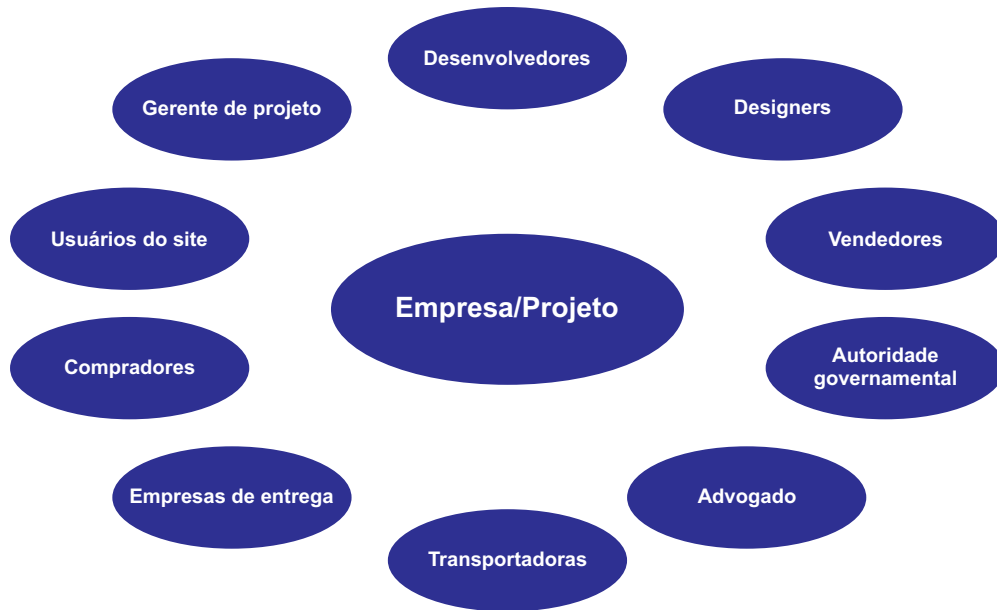 Desenvolvedores
Gerente de projeto
Designers
Usuários do site
Vendedores
Empresa/Projeto
Compradores
Autoridade
governamental
Empresas de entrega
Advogado
Transportadoras